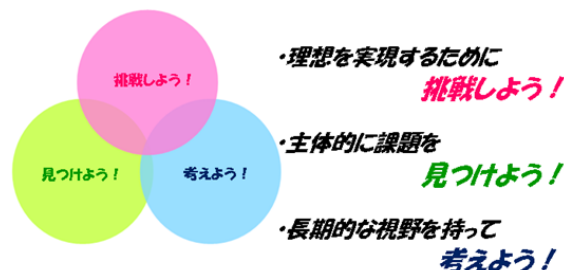 挑戦しよう！
見つけよう！
考えよう！
・理想を実現するために
挑戦しよう！
・主体的に課題を
見つけよう！
・長期的な視野を持って
考えよう！